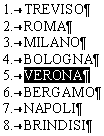 1.→TREVISO¶
2.→ROMA¶
3.→MILANO¶
4.→BOLOGNA¶
5.→VERONA¶
6.→BERGAMO¶
7.→NAPOLI¶
8.→BRINDISI¶